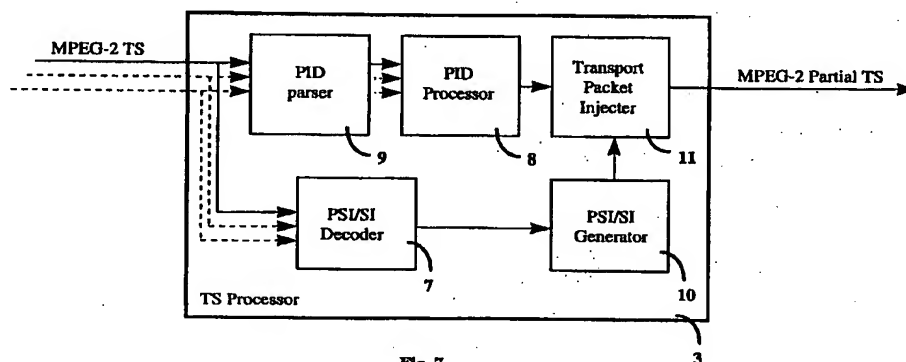 MPEG-2 TS
PID
parser
9
PID
Processor
8
Transport
Packet
Injecter
11
MPEG-2 Partial TS
PSI/SI
Decoder
7
PSI/SI
Generator
10
TS Processor
3